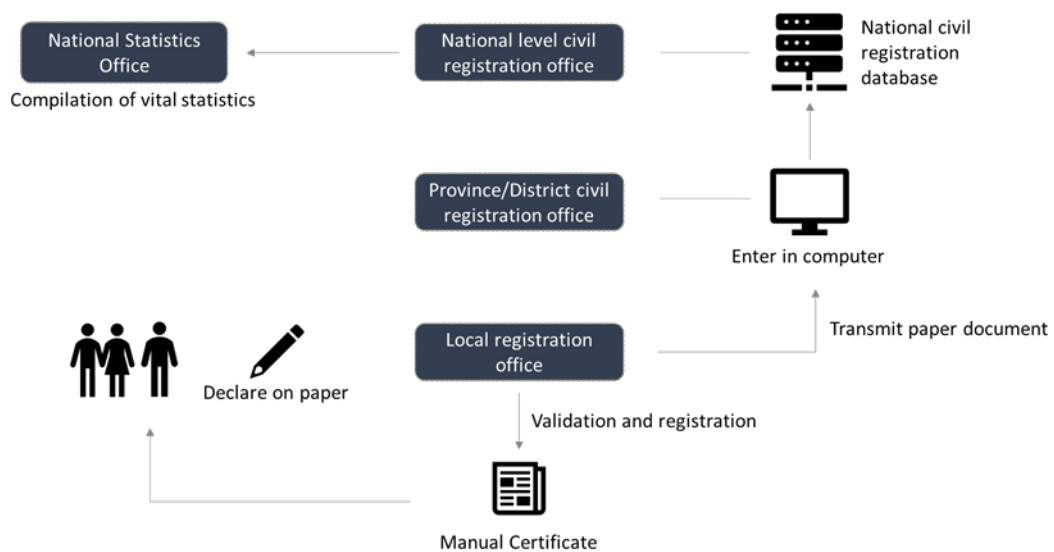 National Statistics
Office
Compilation of vital statistics
National level civil
registration office
National civil
registration
database
Province/District civil
registration office
Enter in computer
Transmit paper document
Local registration
office
Declare on paper
Validation and registration
Manual Certificate